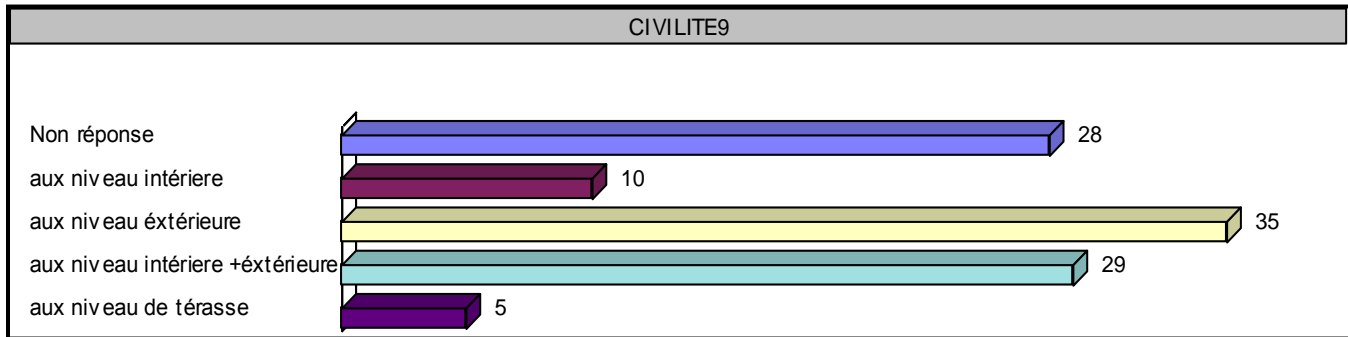 CIVILITE9
Non réponse 28
aux niveau intériere 10
aux niveau éxtérieure 35
aux niveau intériere +éxtérieure 29
aux niveau de térasse 5